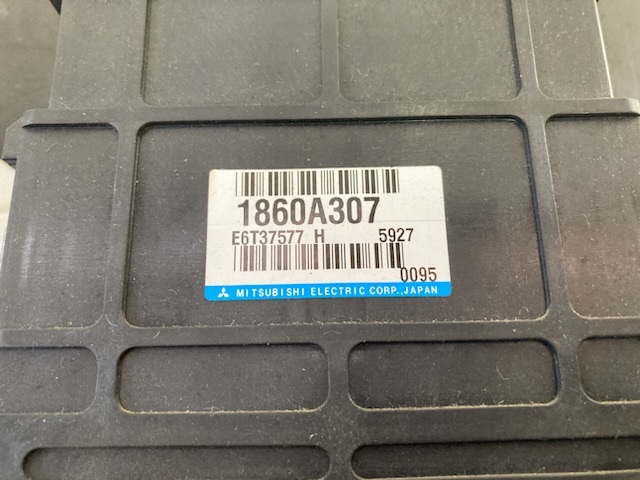 1860A307
E6T37577 H 5927
0095
MITSUBISHI ELECTRIC CORP.,JAPAN